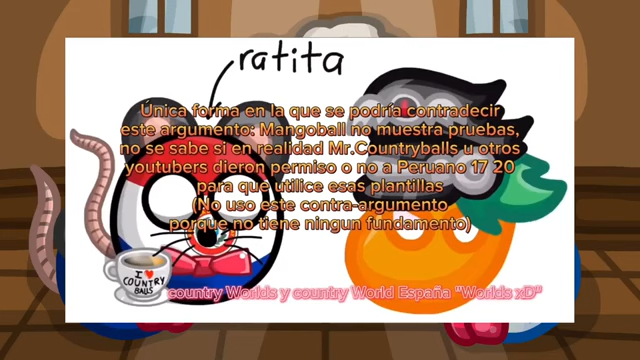 ratita
Única forma en la que se podría contradecir
este argumento: Mangoball no muestra pruebas,
no se sabe si en realidad Mr.Countryballs u otros
youtubers dieron permiso o no a Peruano 17 20
para que utilice esas plantillas
(No uso este contra-argumento
porque no tiene ningun fundamento)
I ♥
COUNTRY
BALLS
country Worlds y country World España "Worlds xD"